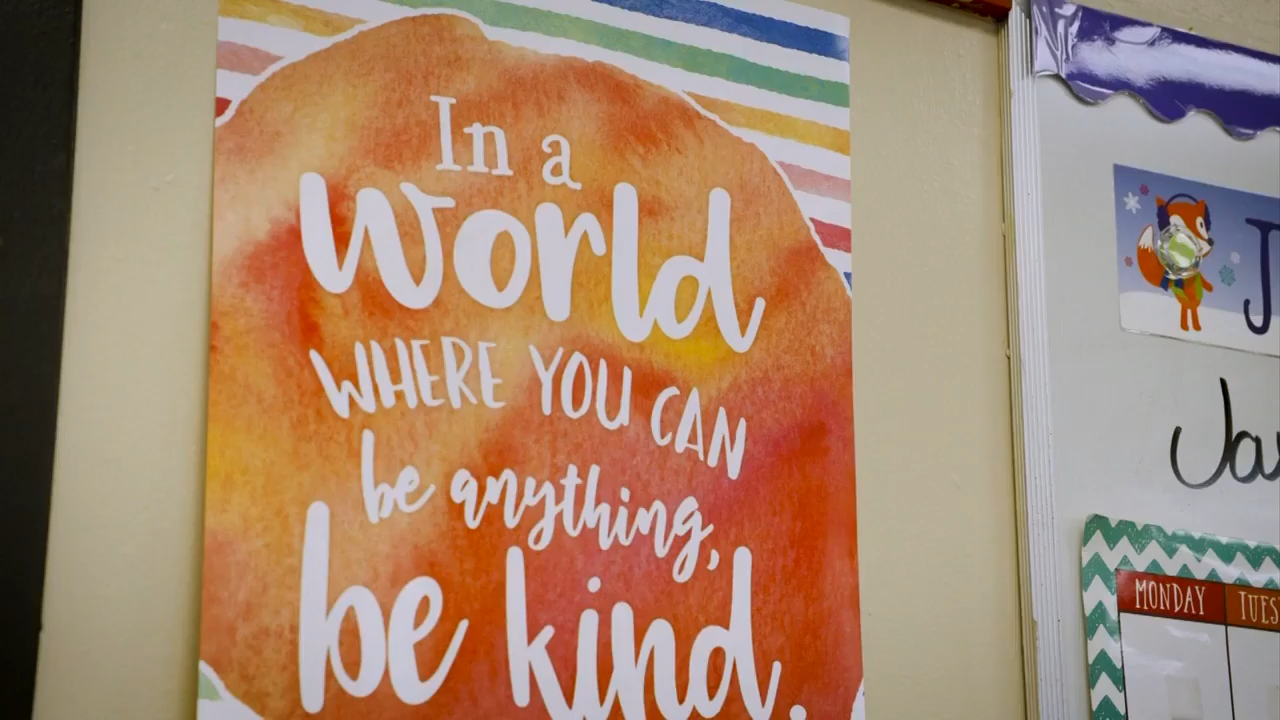 In a
World
WHERE YOU CAN
be anything,
be kind.
J
Ja
MONDAY TUES